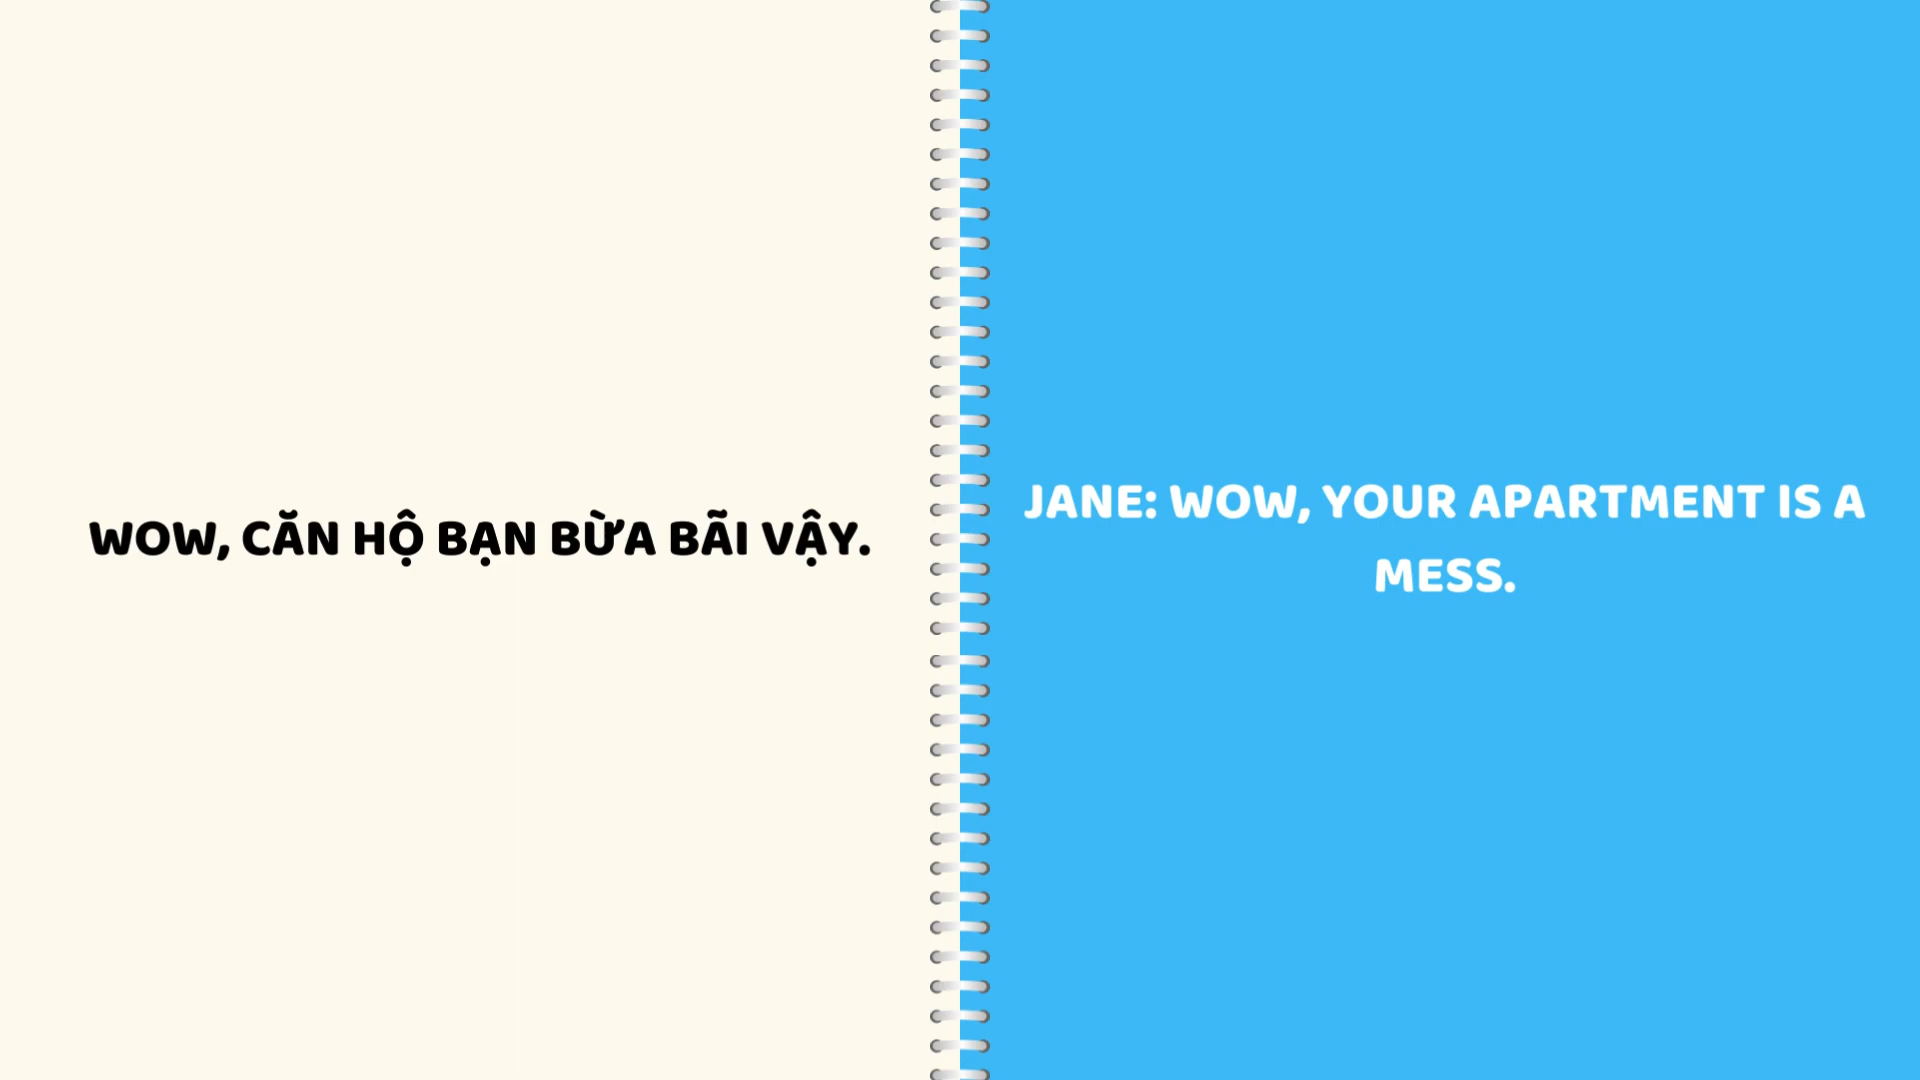 WOW, CĂN HỘ BẠN BỪA BÃI VẬY.
JANE: WOW, YOUR APARTMENT IS A
MESS.